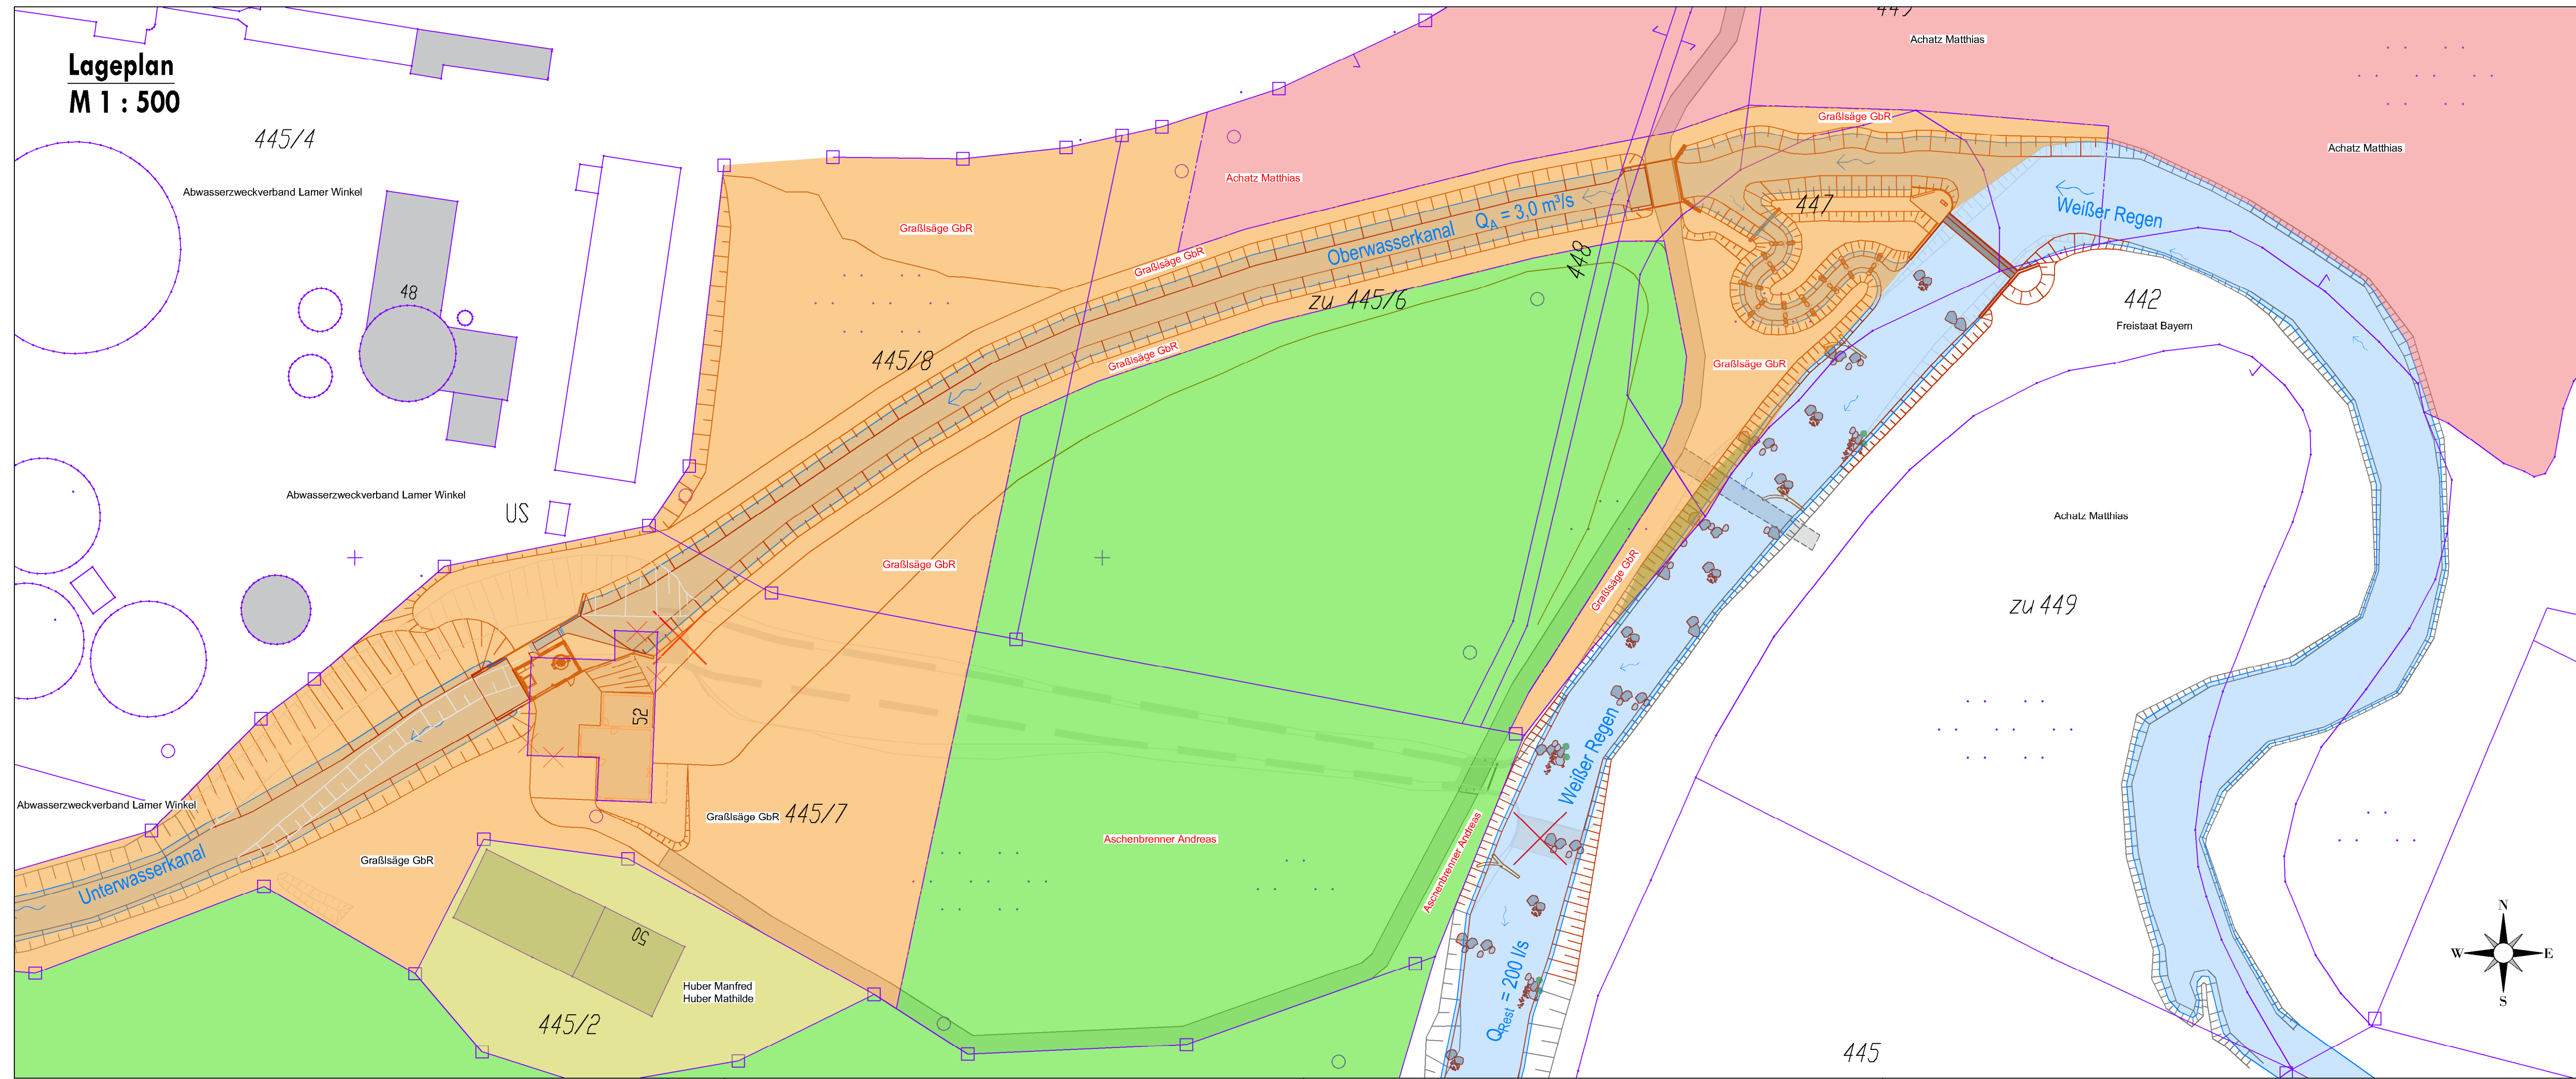 Lageplan
M 1 : 500
445/4
Abwasserzweckverband Lamer Winkel
48
Abwasserzweckverband Lamer Winkel
US
Abwasserzweckverband Lamer Winkel
Unterwasserkanal
Graßlsäge GbR
445/8
Graßlsäge GbR
Graßlsäge GbR
52
Graßlsäge GbR
445/7
Graßlsäge GbR
50
Huber Manfred
Huber Mathilde
445/2
Achatz Matthias
Graßlsäge GbR
Graßlsäge GbR
Oberwasserkanal QA = 3,0 m³/s
zu 445/6
448
Aschenbrenner Andreas
Aschenbrenner Andreas
449
Achatz Matthias
Graßlsäge GbR
447
Graßlsäge GbR
Graßlsäge GbR
Weißer Regen
Achatz Matthias
442
Freistaat Bayern
Achatz Matthias
zu 449
Weißer Regen
QRest = 200 l/s
445
N
W
E
S